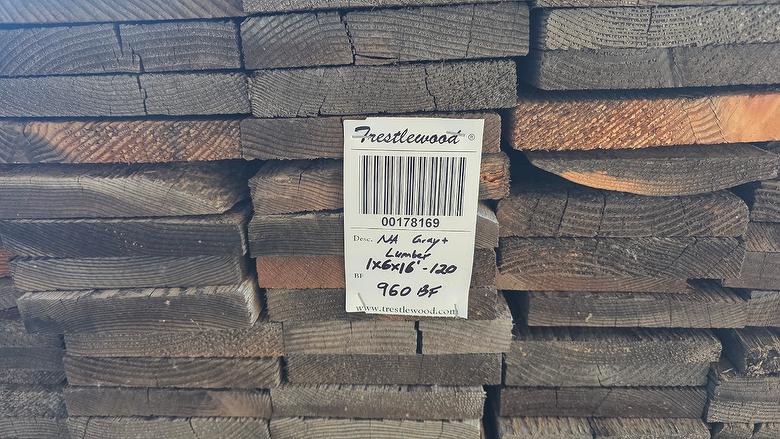 Trestlewood ®
00178169
Desc. NA Gray+
Lumber
1x6x16' - 120
BF
960 BF
www.trestlewood.com